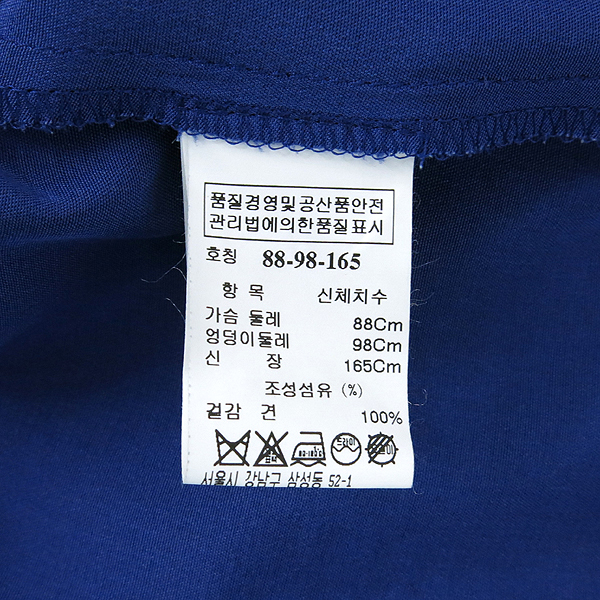 품질경영및공산품안전
관리법에의한품질표시
호칭 88-98-165
항 목 신체치수
가슴 둘레 88Cm
엉덩이둘레 98Cm
신 장 165Cm
조성섬유 (%)
겉감 견 100%
드라이
서울시 강남구 삼성동 52-1